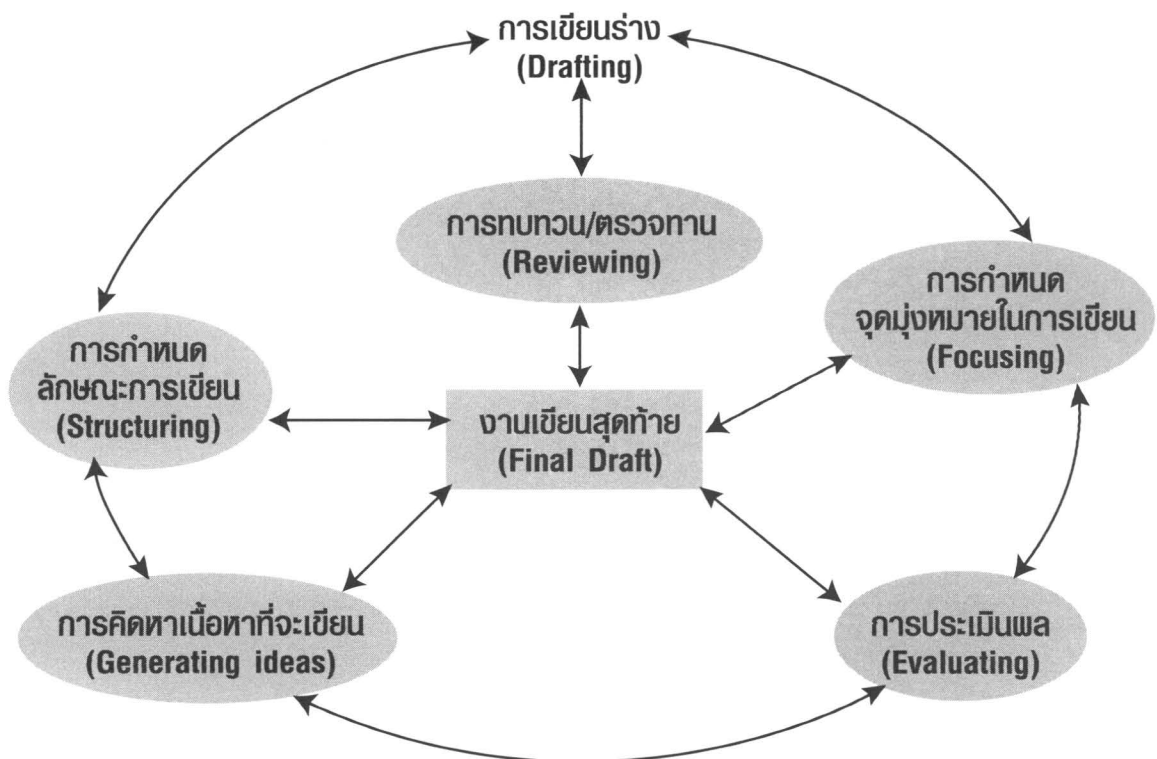 การเขียนร่าง
(Drafting)
การทบทวน/ตรวจทาน
(Reviewing)
การกำหนด
จุดมุ่งหมายในการเขียน
(Focusing)
การกำหนด
ลักษณะการเขียน
(Structuring)
งานเขียนสุดท้าย
(Final Draft)
การคิดหาเนื้อหาที่จะเขียน
(Generating ideas)
การประเมินผล
(Evaluating)